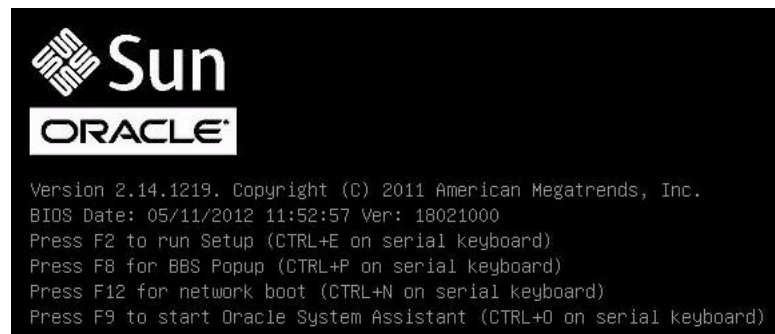 Sun
ORACLE
Version 2.14.1219. Copyright (C) 2011 American Megatrends, Inc.
BIOS Date: 05/11/2012 11:52:57 Ver: 18021000
Press F2 to run Setup (CTRL+E on serial keyboard)
Press F8 for BBS Popup (CTRL+P on serial keyboard)
Press F12 for network boot (CTRL+N on serial keyboard)
Press F9 to start Oracle System Assistant (CTRL+O on serial keyboard)